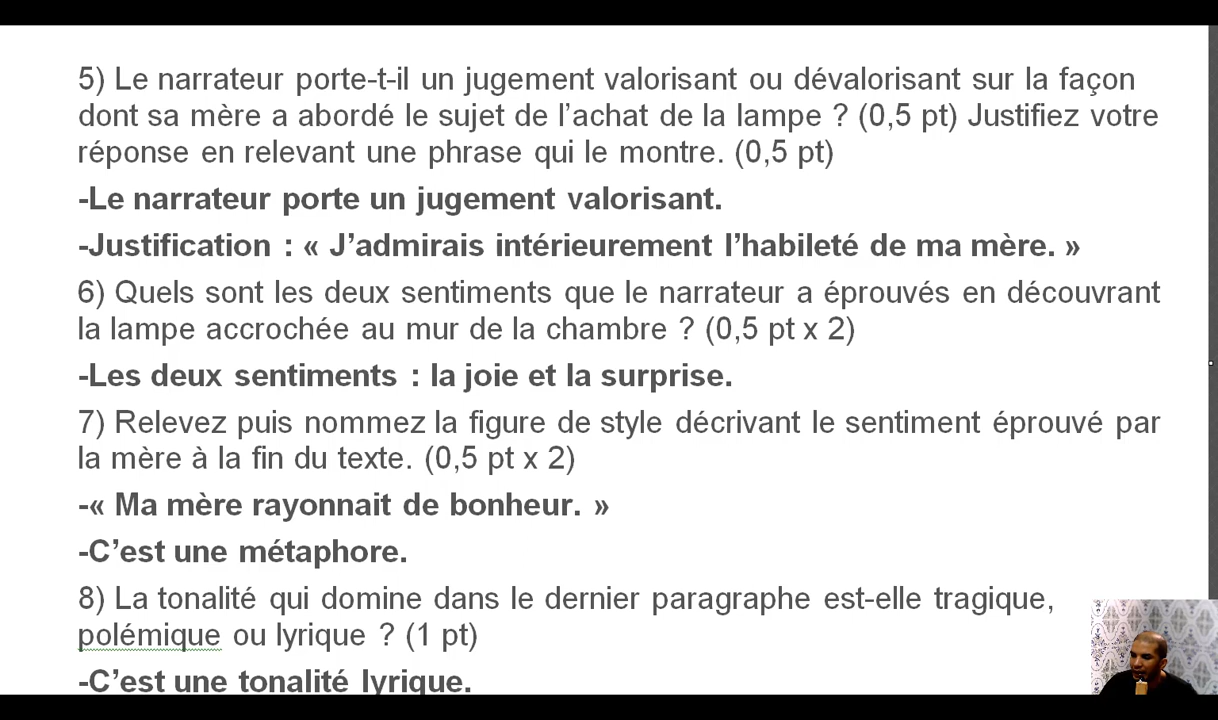 5) Le narrateur porte-t-il un jugement valorisant ou dévalorisant sur la façon
dont sa mère a abordé le sujet de l’achat de la lampe ? (0,5 pt) Justifiez votre
réponse en relevant une phrase qui le montre. (0,5 pt)
-Le narrateur porte un jugement valorisant.
-Justification : « J’admirais intérieurement l’habileté de ma mère. »
6) Quels sont les deux sentiments que le narrateur a éprouvés en découvrant
la lampe accrochée au mur de la chambre ? (0,5 pt x 2)
-Les deux sentiments : la joie et la surprise.
7) Relevez puis nommez la figure de style décrivant le sentiment éprouvé par
la mère à la fin du texte. (0,5 pt x 2)
-« Ma mère rayonnait de bonheur. »
-C’est une métaphore.
8) La tonalité qui domine dans le dernier paragraphe est-elle tragique,
polémique ou lyrique ? (1 pt)
-C’est une tonalité lyrique.